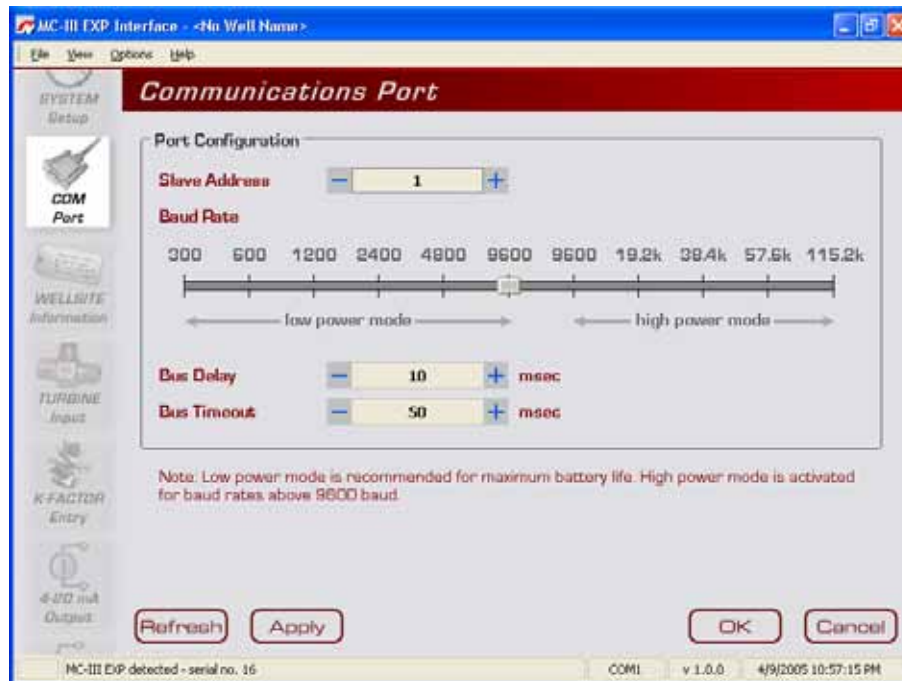 MC-III EXP Interface - <No Well Name>
File View Options Help
SYSTEM
Setup
Communications Port
Port Configuration
Slave Address 1
COM
Port
Baud Rate
300 600 1200 2400 4800 9600 9600 19.2k 38.4k 57.6k 115.2k
WELLSITE
Information
low power mode high power mode
Bus Delay 10 msec
TURBINE
Input
Bus Timeout 50 msec
Note: Low power mode is recommended for maximum battery life. High power mode is activated
for baud rates above 9600 baud.
K-FACTOR
Entry
4-20 mA
Output
Refresh Apply OK Cancel
MC-III EXP detected - serial no. 16 COM1 v 1.0.0 4/9/2005 10:57:15 PM